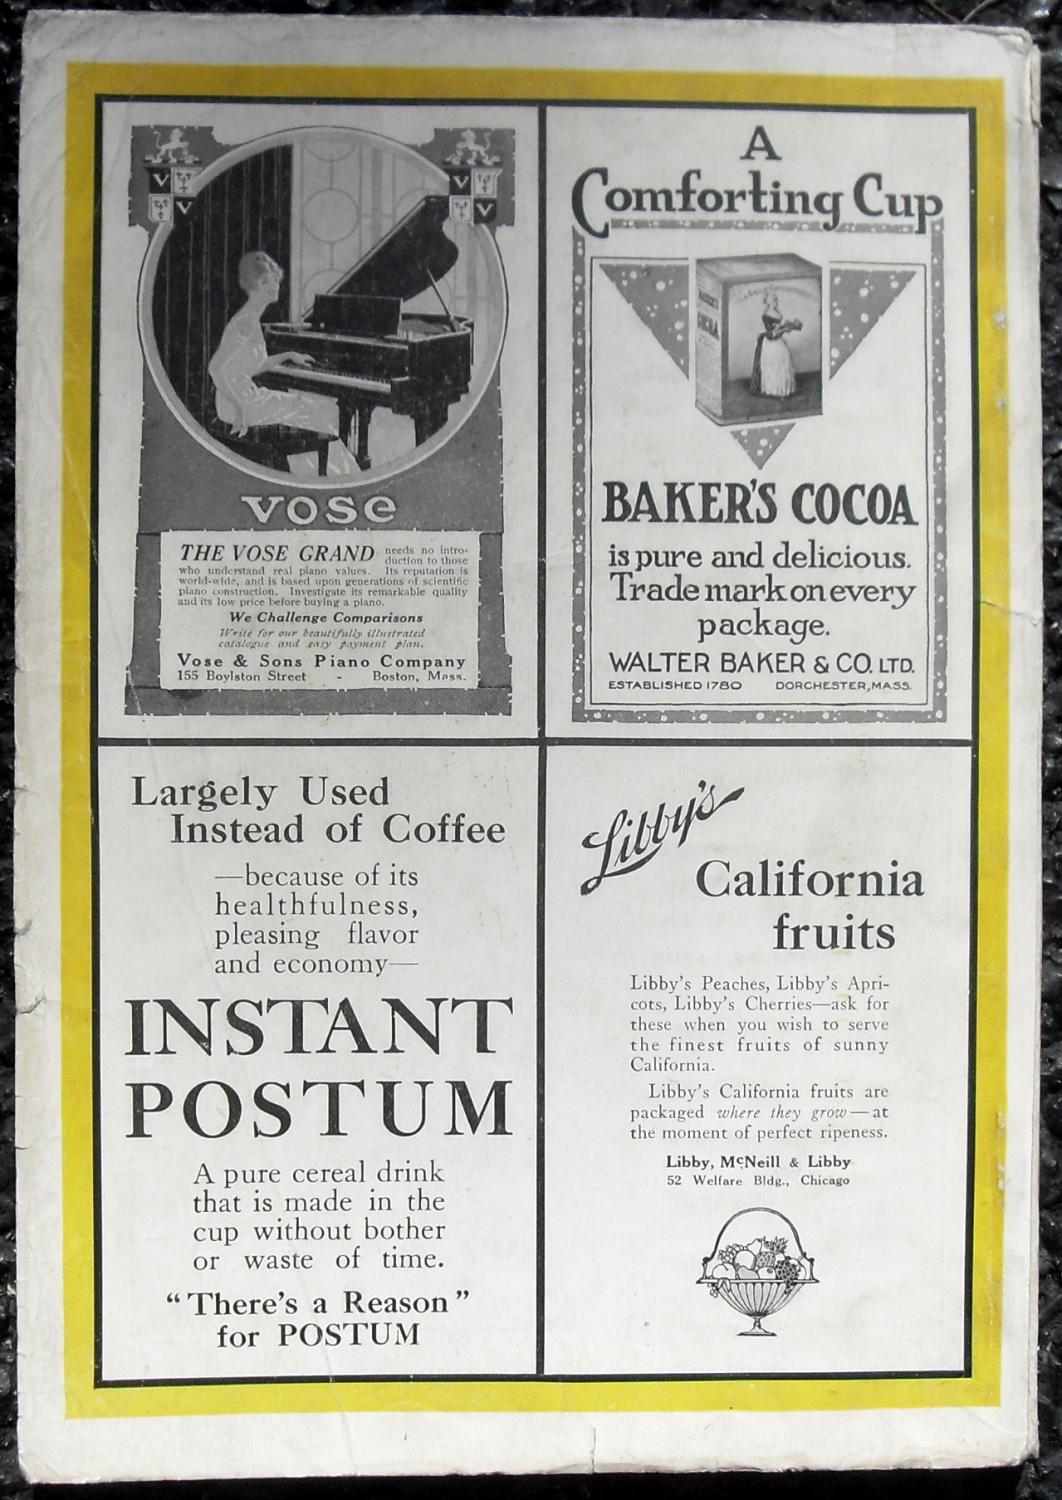 VOSE
THE VOSE GRAND needs no intro-
duction to those
who understand real piano values. Its reputation is
world-wide, and is based upon generations of scientific
piano construction. Investigate its remarkable quality
and its low price before buying a piano.
We Challenge Comparisons
Write for our beautifully illustrated
catalogue and easy payment plan.
Vose & Sons Piano Company
155 Boylston Street - Boston, Mass.
A
Comforting Cup
BAKER'S COCOA
is pure and delicious.
Trade mark on every
package.
WALTER BAKER & CO. LTD.
ESTABLISHED 1780 DORCHESTER, MASS.
Largely Used
Instead of Coffee
—because of its
healthfulness,
pleasing flavor
and economy—
INSTANT
POSTUM
A pure cereal drink
that is made in the
cup without bother
or waste of time.
"There's a Reason"
for POSTUM
Libby's
California
fruits
Libby's Peaches, Libby's Apri-
cots, Libby's Cherries—ask for
these when you wish to serve
the finest fruits of sunny
California.
Libby's California fruits are
packaged where they grow—at
the moment of perfect ripeness.
Libby, McNeill & Libby
52 Welfare Bldg., Chicago